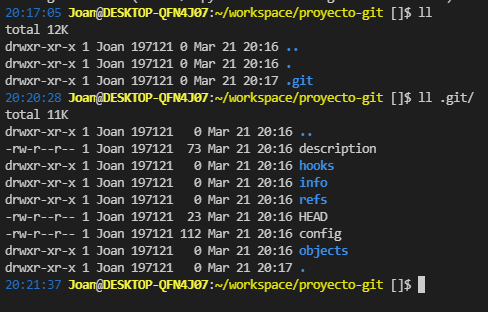 20:17:05 Joan@DESKTOP-QFN4J07:~/workspace/proyecto-git []$ ll
total 12K
drwxr-xr-x 1 Joan 197121 0 Mar 21 20:16 ..
drwxr-xr-x 1 Joan 197121 0 Mar 21 20:16 .
drwxr-xr-x 1 Joan 197121 0 Mar 21 20:17 .git
20:20:28 Joan@DESKTOP-QFN4J07:~/workspace/proyecto-git []$ ll .git/
total 11K
drwxr-xr-x 1 Joan 197121   0 Mar 21 20:16 ..
-rw-r--r-- 1 Joan 197121  73 Mar 21 20:16 description
drwxr-xr-x 1 Joan 197121   0 Mar 21 20:16 hooks
drwxr-xr-x 1 Joan 197121   0 Mar 21 20:16 info
drwxr-xr-x 1 Joan 197121   0 Mar 21 20:16 refs
-rw-r--r-- 1 Joan 197121  23 Mar 21 20:16 HEAD
-rw-r--r-- 1 Joan 197121 112 Mar 21 20:16 config
drwxr-xr-x 1 Joan 197121   0 Mar 21 20:16 objects
drwxr-xr-x 1 Joan 197121   0 Mar 21 20:17 .
20:21:37 Joan@DESKTOP-QFN4J07:~/workspace/proyecto-git []$